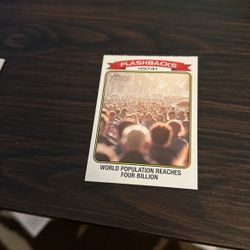 FLASHBACKS
•1974•
WORLD POPULATION REACHES
FOUR BILLION